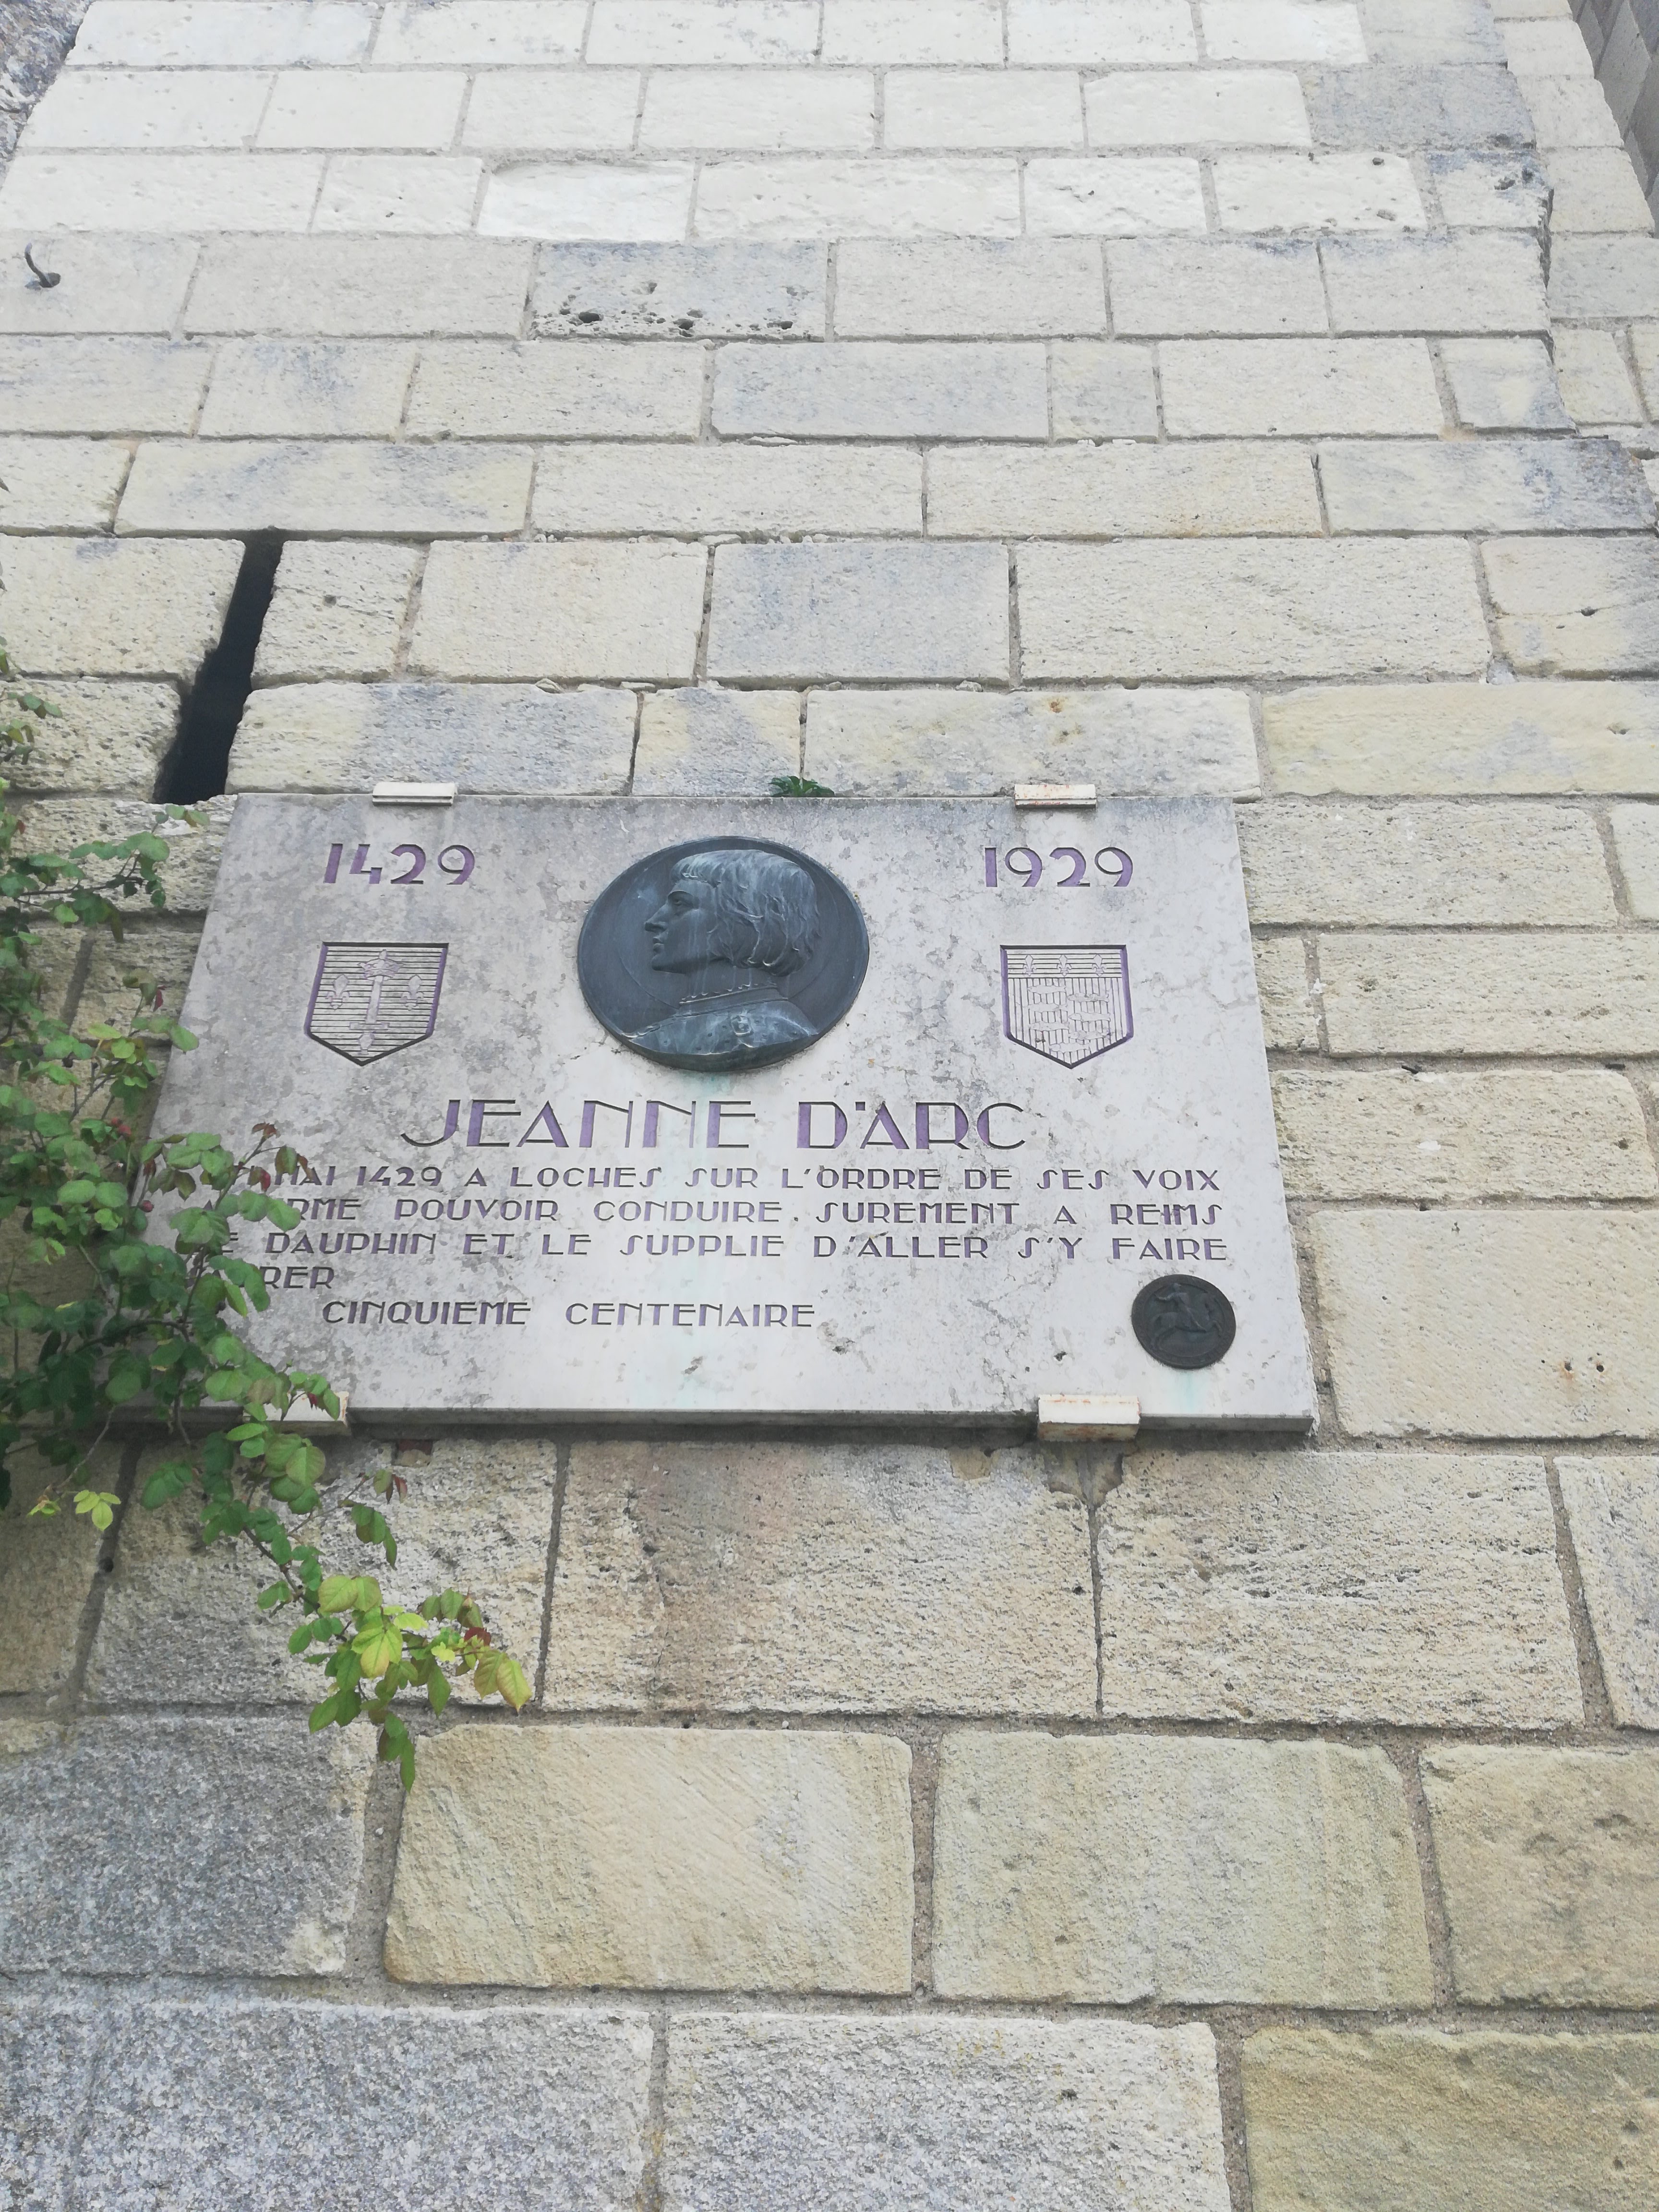 1429 1929
JEANNE D'ARC
MAI 1429 A LOCHES SUR L'ORDRE DE SES VOIX
POUVOIR CONDUIRE. SUREMENT A REIMS
DAUPHIN ET LE SUPPLIE D'ALLER S'Y FAIRE
CINQUIEME CENTENAIRE